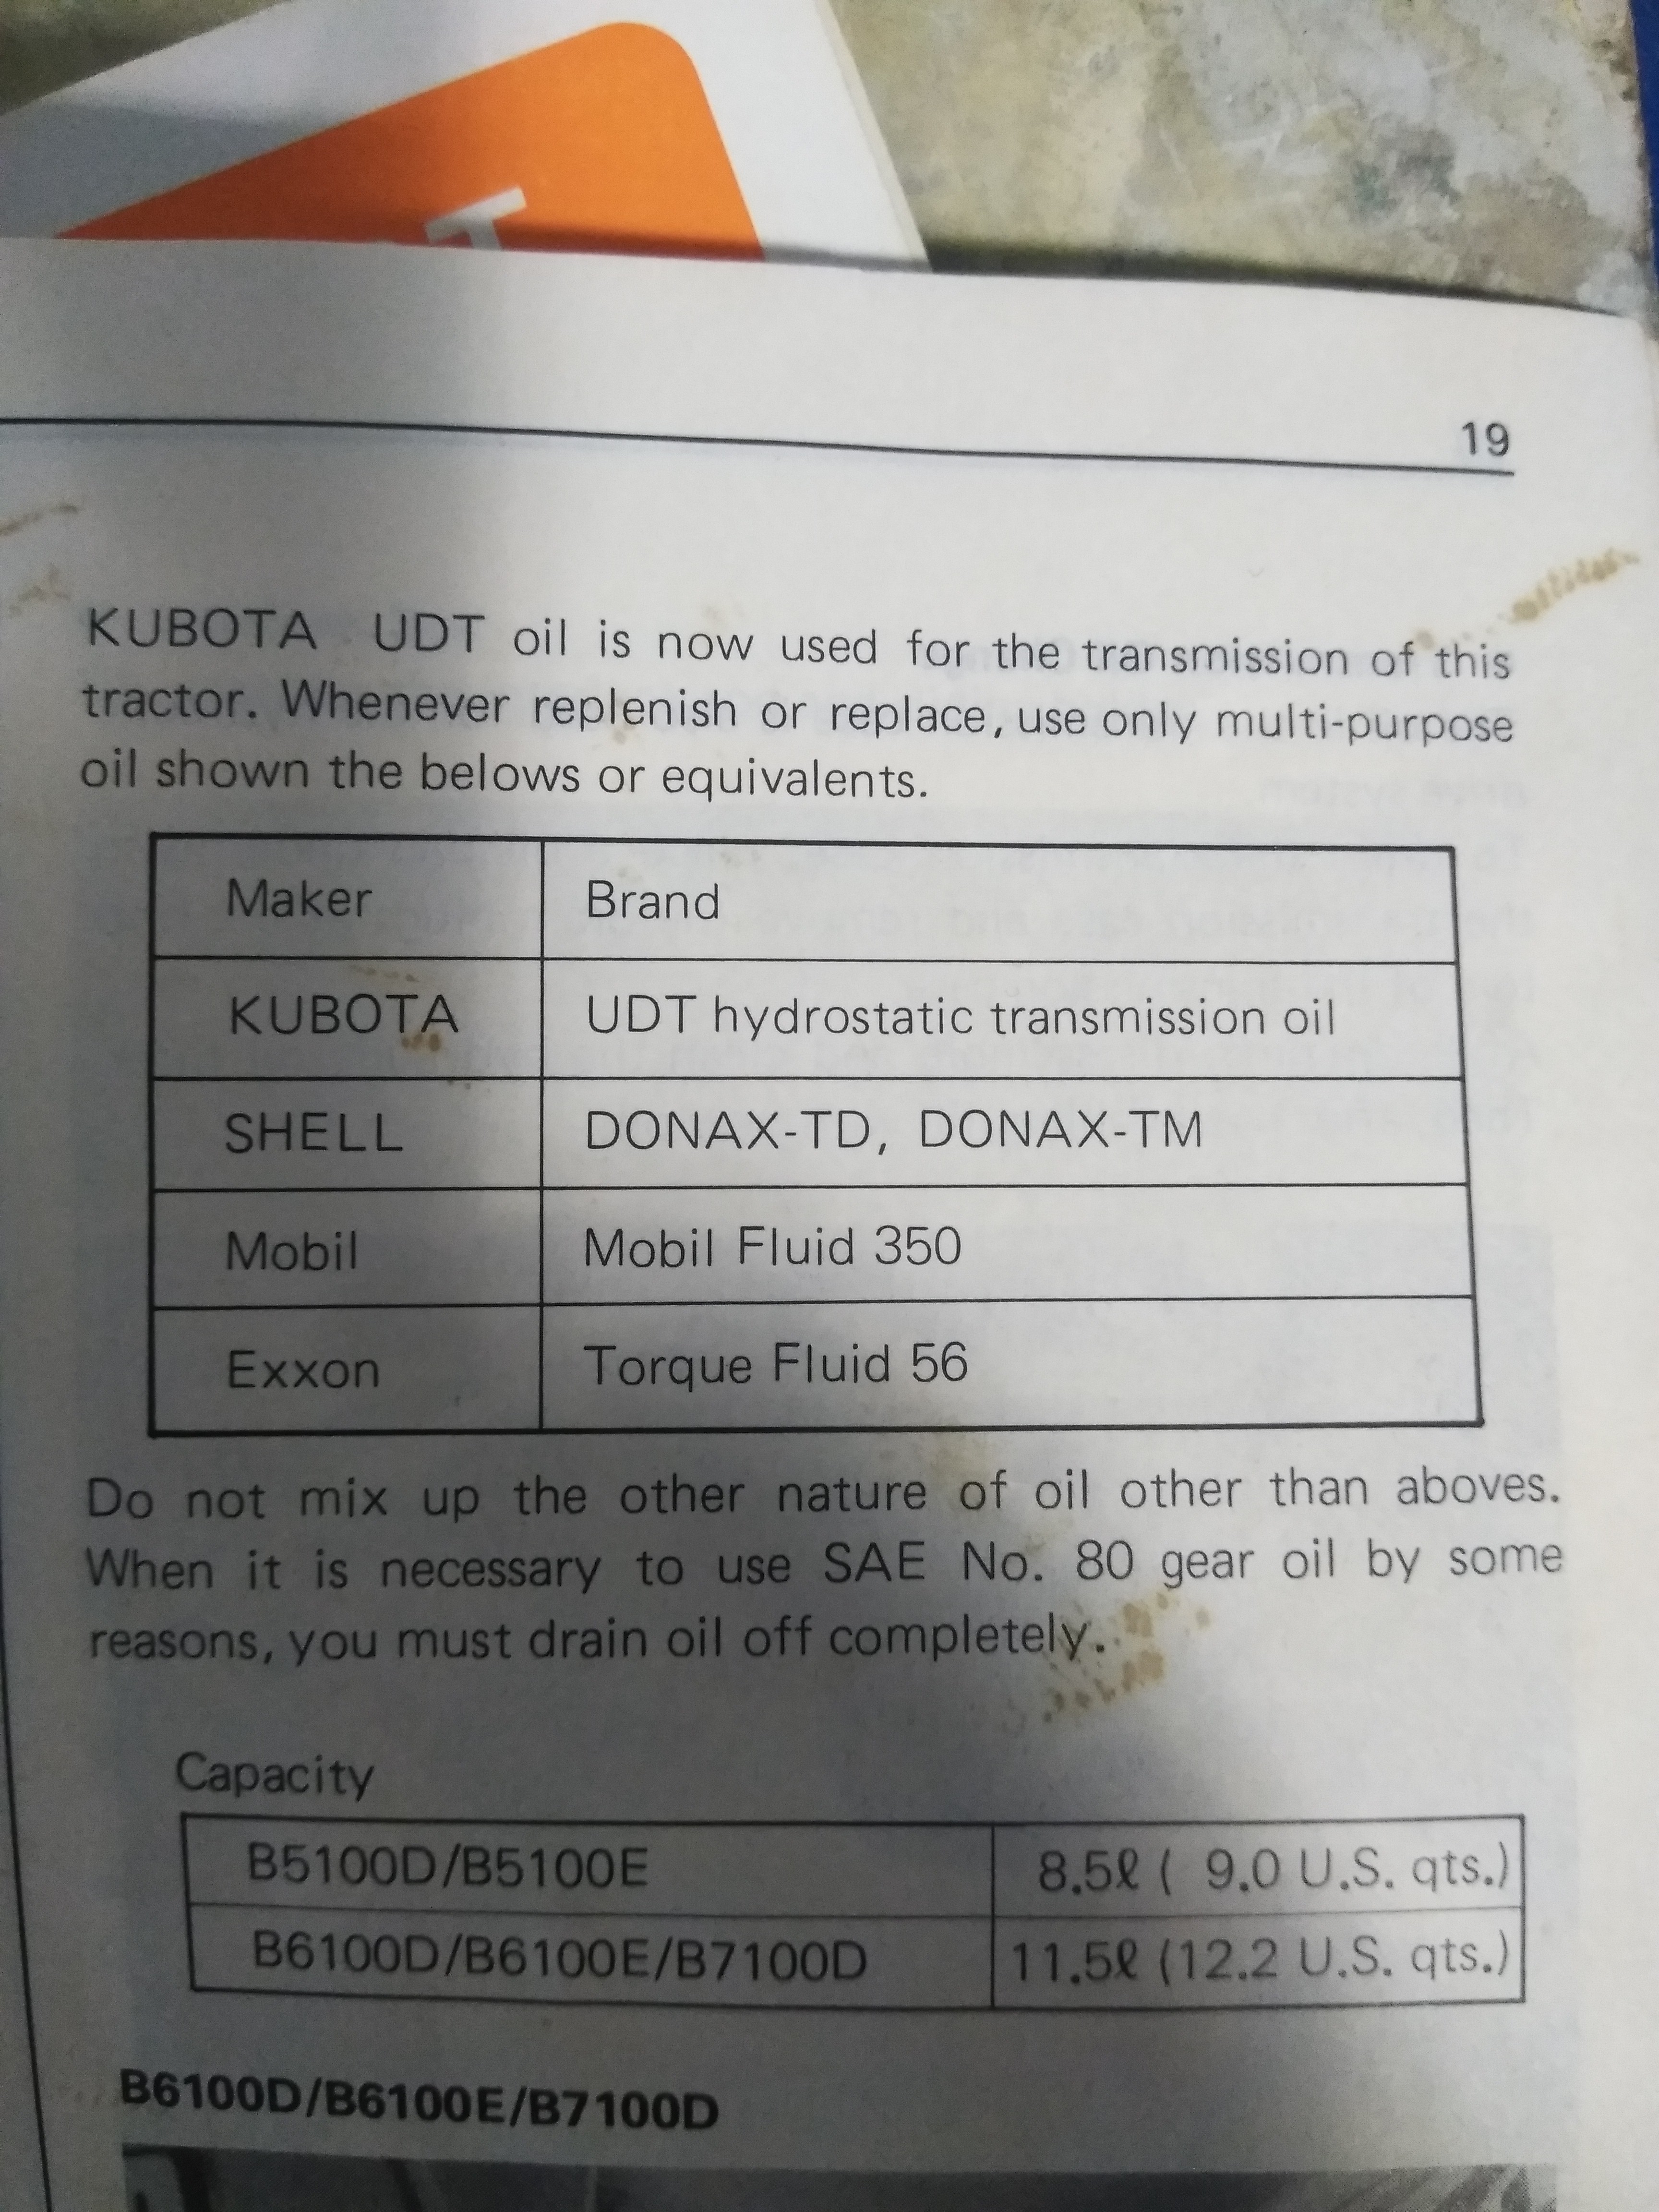 T
19
KUBOTA UDT oil is now used for the transmission of this
tractor. Whenever replenish or replace, use only multi-purpose
oil shown the belows or equivalents.
Maker Brand
KUBOTA UDT hydrostatic transmission oil
SHELL DONAX-TD, DONAX-TM
Mobil Mobil Fluid 350
Exxon Torque Fluid 56
Do not mix up the other nature of oil other than aboves.
When it is necessary to use SAE No. 80 gear oil by some
reasons, you must drain oil off completely.
Capacity
B5100D/B5100E 8.5ℓ ( 9.0 U.S. qts.)
B6100D/B6100E/B7100D 11.5ℓ (12.2 U.S. qts.)
B6100D/B6100E/B7100D